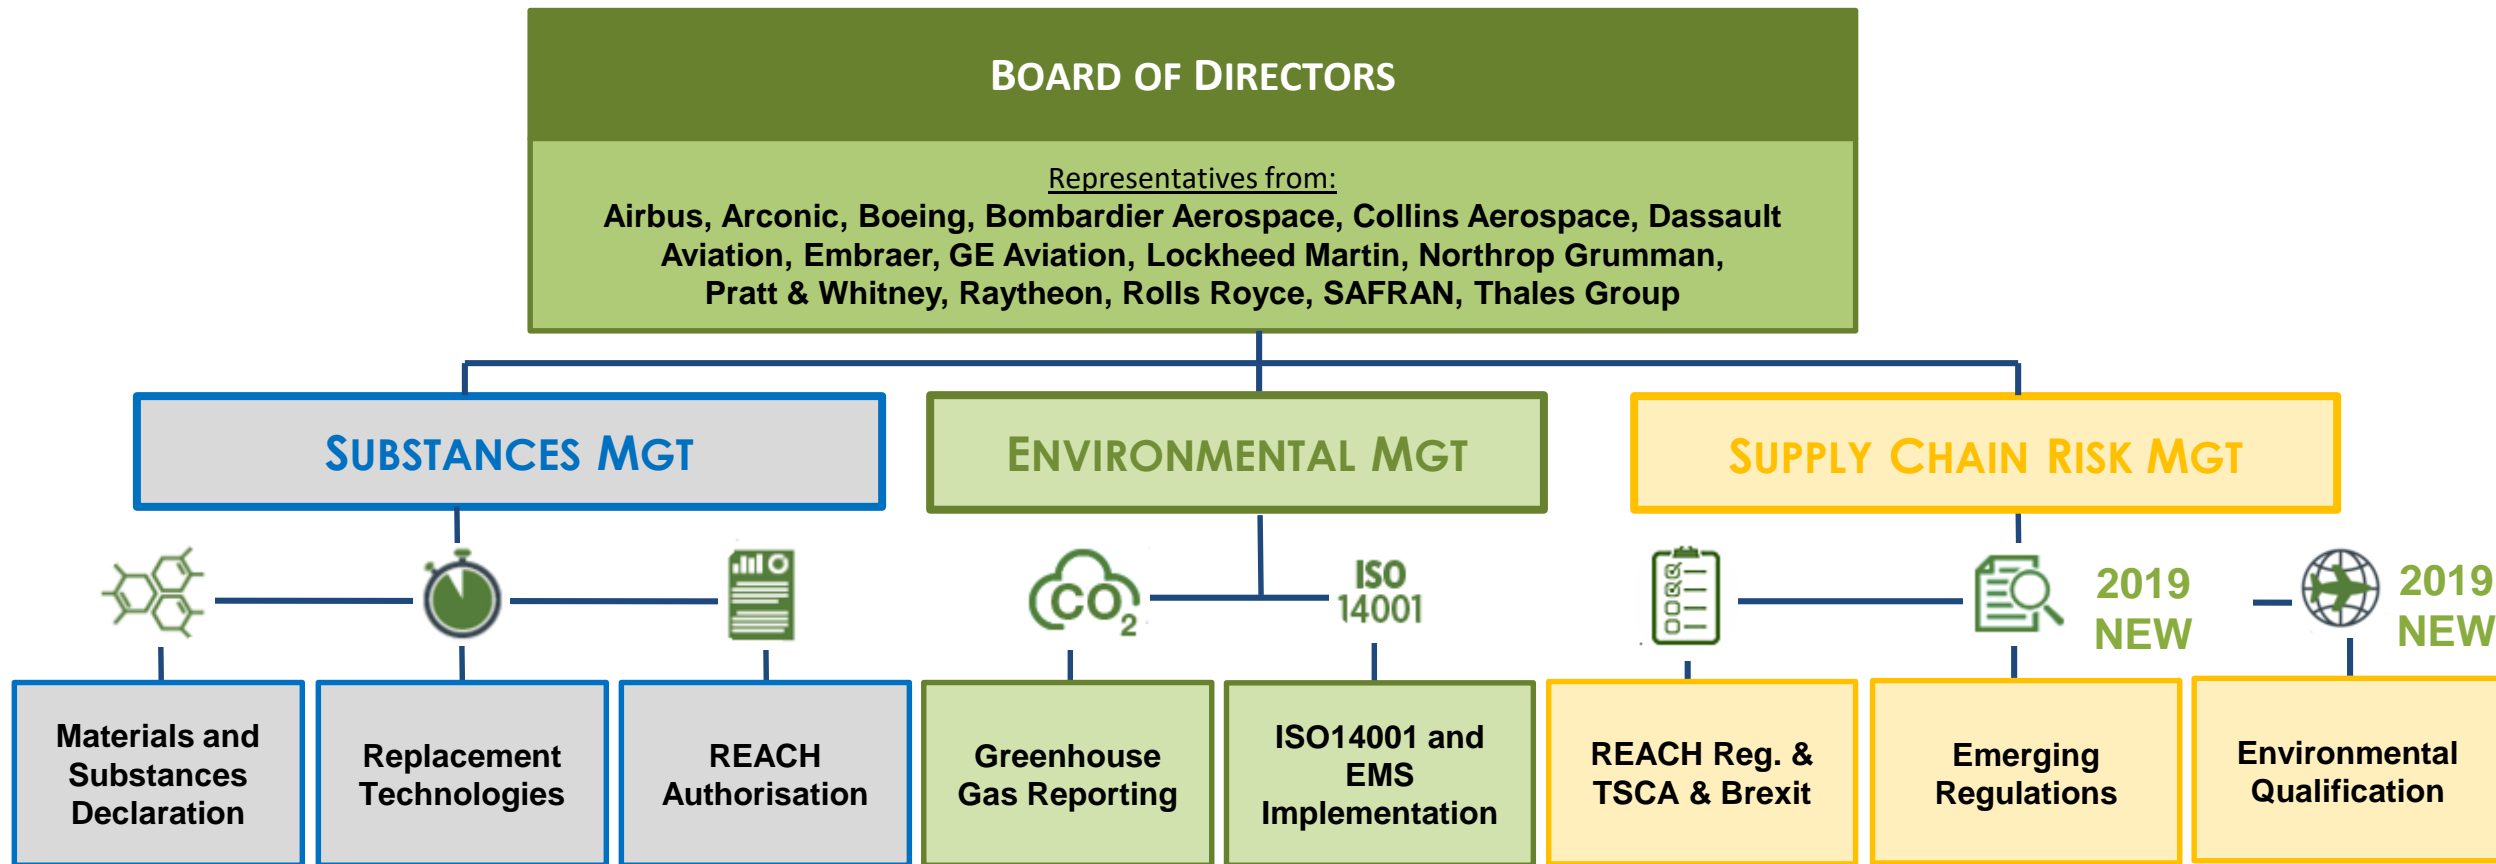 BOARD OF DIRECTORS
Representatives from:
Airbus, Arconic, Boeing, Bombardier Aerospace, Collins Aerospace, Dassault
Aviation, Embraer, GE Aviation, Lockheed Martin, Northrop Grumman,
Pratt & Whitney, Raytheon, Rolls Royce, SAFRAN, Thales Group
SUBSTANCES MGT
ENVIRONMENTAL MGT
SUPPLY CHAIN RISK MGT
CO2
ISO
14001
2019
NEW
2019
NEW
Materials and
Substances
Declaration
Replacement
Technologies
REACH
Authorisation
Greenhouse
Gas Reporting
ISO14001 and
EMS
Implementation
REACH Reg. &
TSCA & Brexit
Emerging
Regulations
Environmental
Qualification